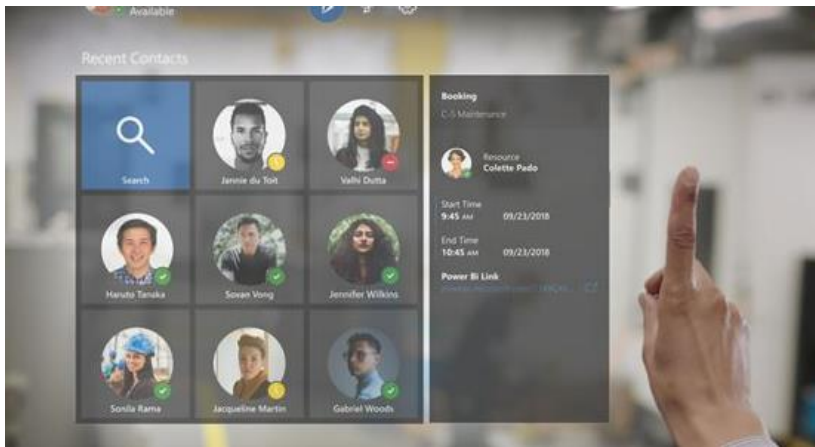 Available
Recent Contacts
Search
Jannie du Toit
Valhi Dutta
Haruto Tanaka
Sovan Vong
Jennifer Wilkins
Sonila Rama
Jacqueline Martin
Gabriel Woods
Booking
C-5 Maintenance
Resource
Colette Pado
Start Time
9:45 AM 09/23/2018
End Time
10:45 AM 09/23/2018
Power Bi Link